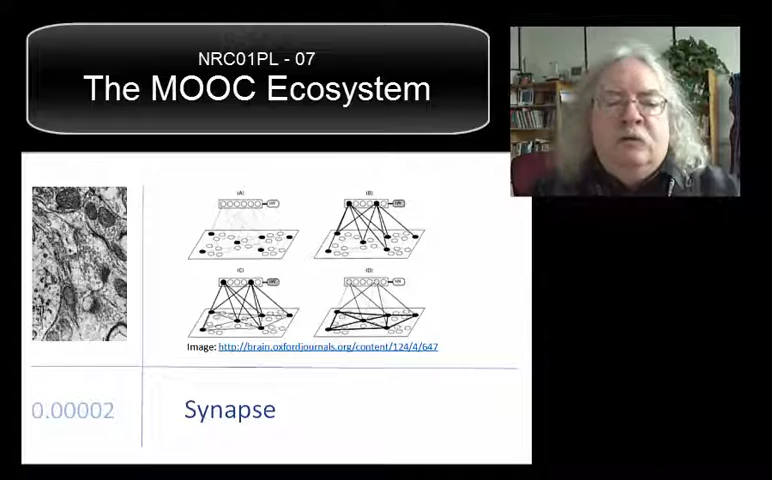 NRC01PL - 07
The MOOC Ecosystem
(A)
(B)
(C)
(D)
Image: http://brain.oxfordjournals.org/content/124/4/647
0.00002
Synapse